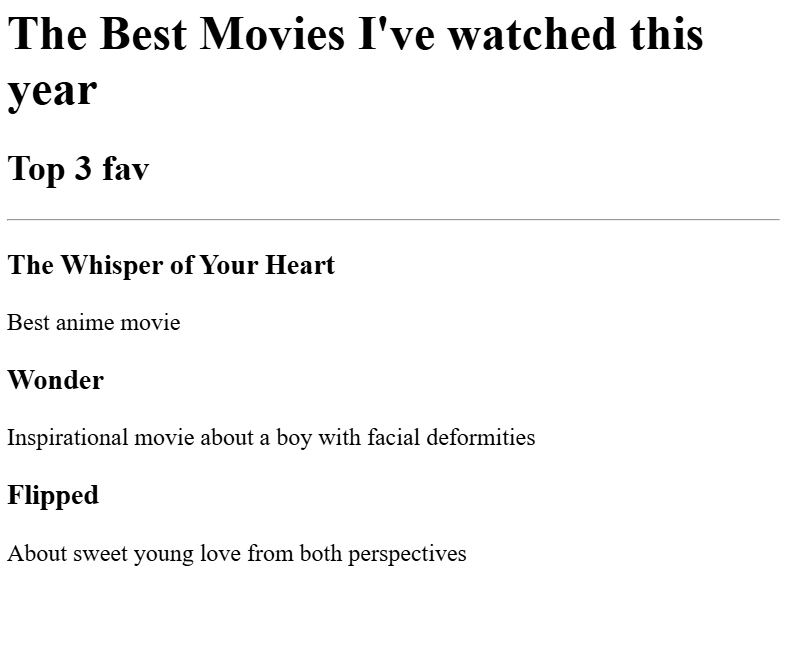 The Best Movies I've watched this
year
Top 3 fav
The Whisper of Your Heart
Best anime movie
Wonder
Inspirational movie about a boy with facial deformities
Flipped
About sweet young love from both perspectives